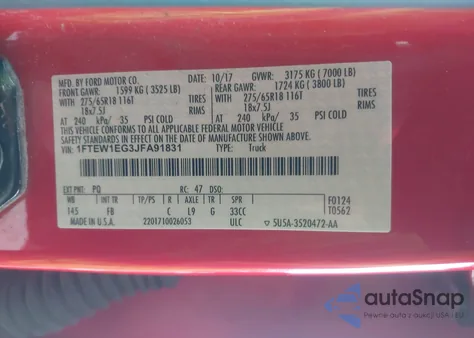 MFD. BY FORD MOTOR CO. 10/17 GVWR: 3175 KG ( 7000 LB)
FRONT GAWR: 1599 KG ( 3525 LB) REAR GAWR: 1724 KG ( 3800 LB)
WITH 275/65R18 116T TIRES WITH 275/65R18 116T TIRES
18x7.5J RIMS 18x7.5J RIMS
AT 240 kPa/ 35 PSI COLD AT 240 kPa/ 35 PSI COLD
THIS VEHICLE CONFORMS TO ALL APPLICABLE FEDERAL MOTOR VEHICLE
SAFETY STANDARDS IN EFFECT ON THE DATE OF MANUFACTURE SHOWN ABOVE.
VIN: 1FTEW1EG3JFA91831 TYPE: Truck
EXT PNT: PQ RC: 47 DSO:
WB INT TR TP/PS R AXLE TR SPR F0124
145 FB C L9 G 33CC T0562
MADE IN U.S.A. 2201710026053 ULC 5U5A-3520472-AA
autoSnap
Pewne auto z USA i EU